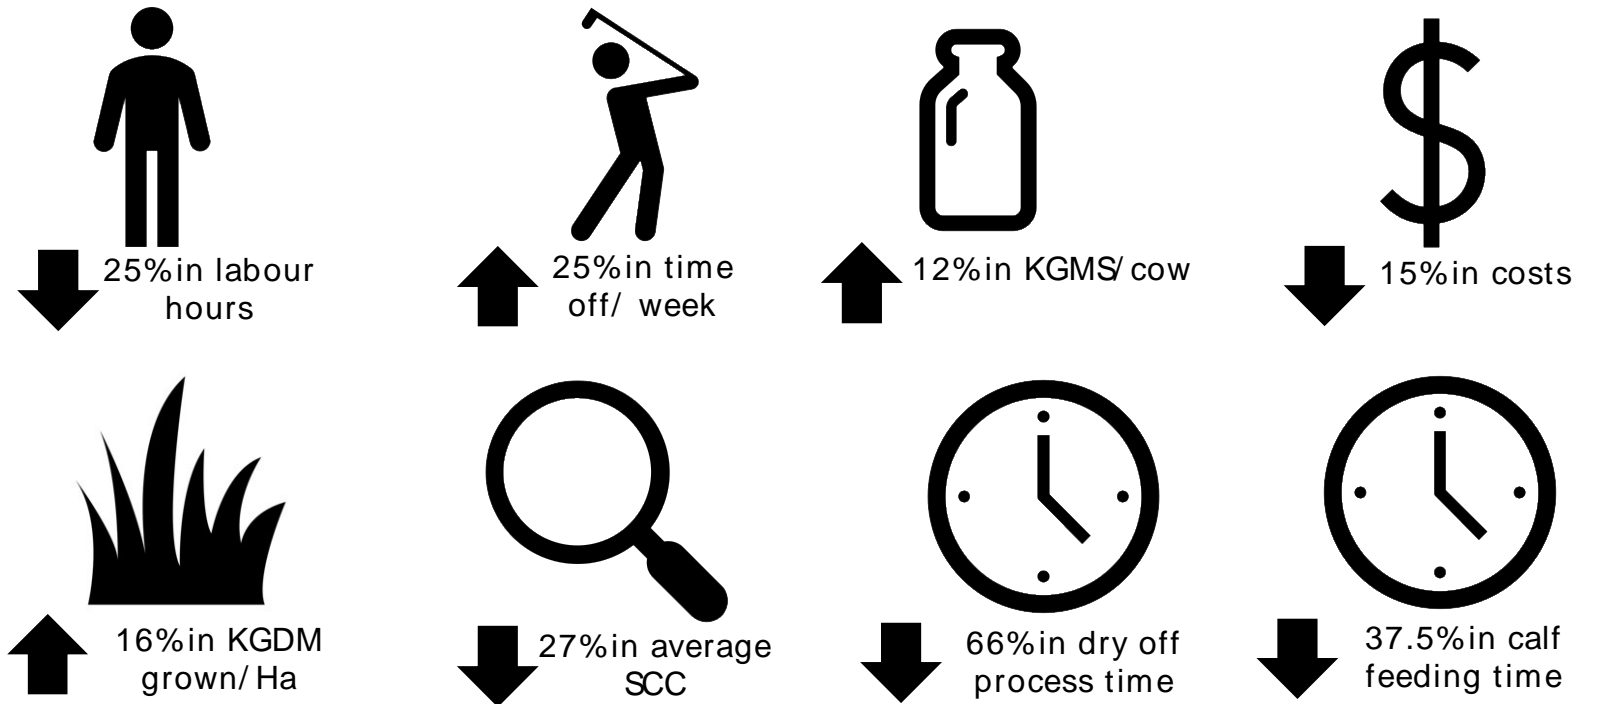 25% in labour
hours
25% in time
off/ week
12% in KGMS/ cow
15% in costs
16% in KGDM
grown/ Ha
27% in average
SCC
66% in dry off
process time
37.5% in calf
feeding time